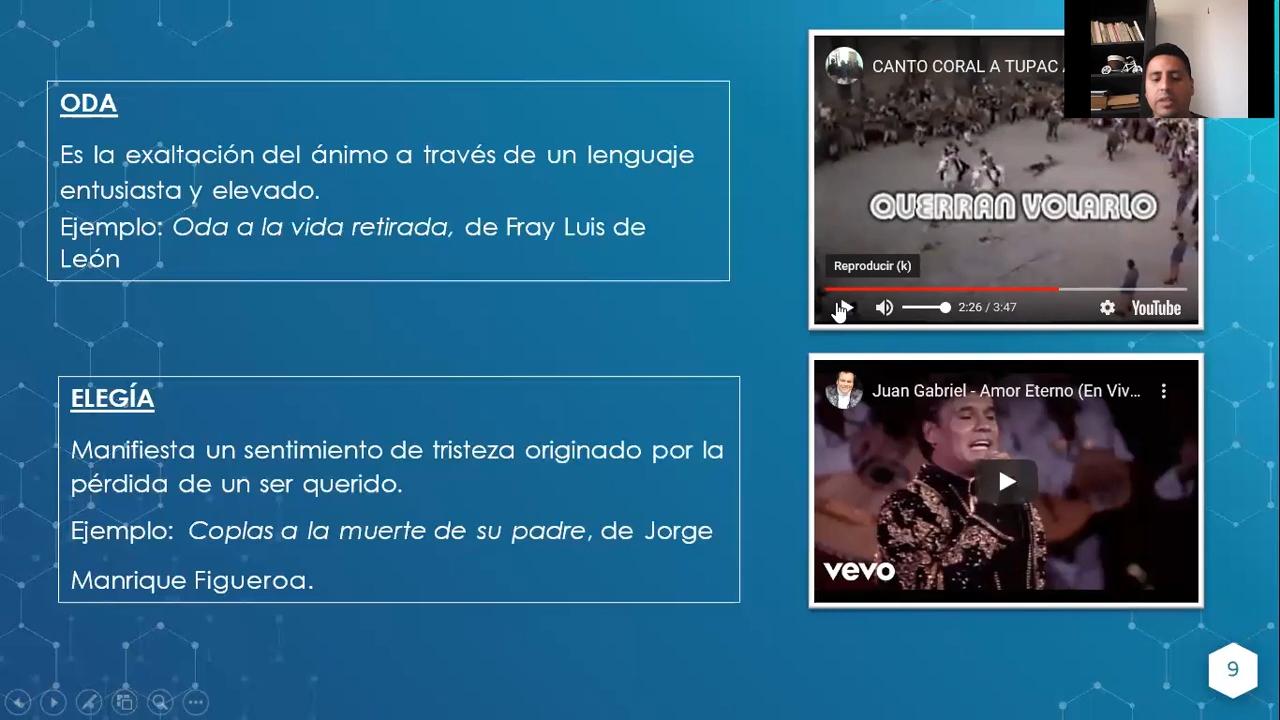 ODA
Es la exaltación del ánimo a través de un lenguaje
entusiasta y elevado.
Ejemplo: Oda a la vida retirada, de Fray Luis de
León
ELEGÍA
Manifiesta un sentimiento de tristeza originado por la
pérdida de un ser querido.
Ejemplo: Coplas a la muerte de su padre, de Jorge
Manrique Figueroa.
CANTO CORAL A TUPAC
QUERRAN VOLARLO
Reproducir (k)
2:26 / 3:47
YouTube
Juan Gabriel - Amor Eterno (En Viv...
vevo
9